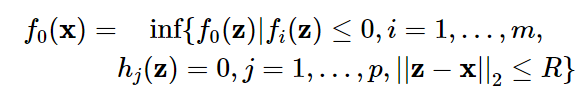 f₀(x) = inf{f₀(z)|fᵢ(z) ≤ 0, i = 1, . . . , m,
hⱼ(z) = 0, j = 1, . . . , p, ||z − x||₂ ≤ R}